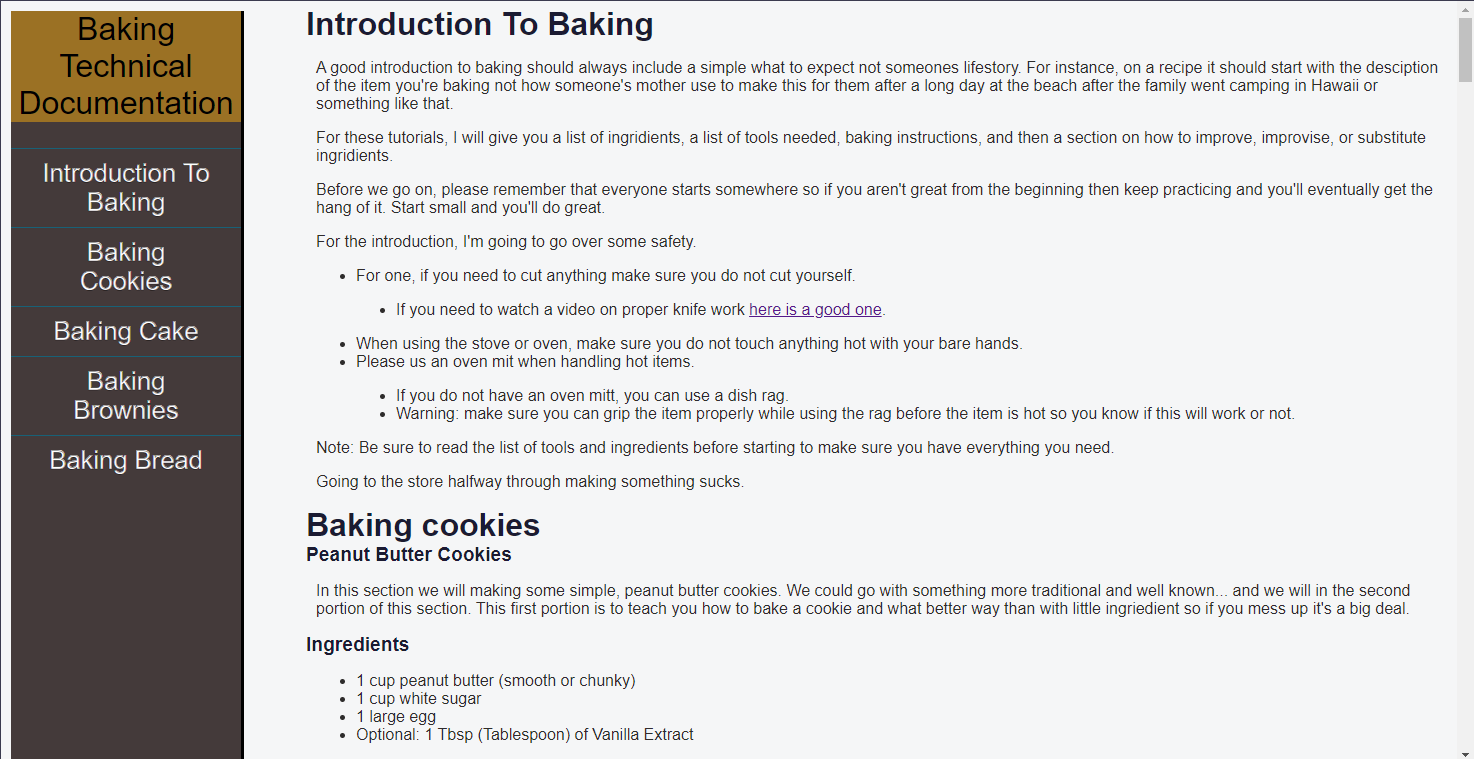 Baking
Technical
Documentation
Introduction To
Baking
Baking
Cookies
Baking Cake
Baking
Brownies
Baking Bread
Introduction To Baking
A good introduction to baking should always include a simple what to expect not someones lifestory. For instance, on a recipe it should start with the desciption
of the item you're baking not how someone's mother use to make this for them after a long day at the beach after the family went camping in Hawaii or
something like that.
For these tutorials, I will give you a list of ingridients, a list of tools needed, baking instructions, and then a section on how to improve, improvise, or substitute
ingridients.
Before we go on, please remember that everyone starts somewhere so if you aren't great from the beginning then keep practicing and you'll eventually get the
hang of it. Start small and you'll do great.
For the introduction, I'm going to go over some safety.
• For one, if you need to cut anything make sure you do not cut yourself.
• If you need to watch a video on proper knife work here is a good one.
• When using the stove or oven, make sure you do not touch anything hot with your bare hands.
• Please us an oven mit when handling hot items.
• If you do not have an oven mitt, you can use a dish rag.
• Warning: make sure you can grip the item properly while using the rag before the item is hot so you know if this will work or not.
Note: Be sure to read the list of tools and ingredients before starting to make sure you have everything you need.
Going to the store halfway through making something sucks.
Baking cookies
Peanut Butter Cookies
In this section we will making some simple, peanut butter cookies. We could go with something more traditional and well known... and we will in the second
portion of this section. This first portion is to teach you how to bake a cookie and what better way than with little ingriedient so if you mess up it's a big deal.
Ingredients
• 1 cup peanut butter (smooth or chunky)
• 1 cup white sugar
• 1 large egg
• Optional: 1 Tbsp (Tablespoon) of Vanilla Extract